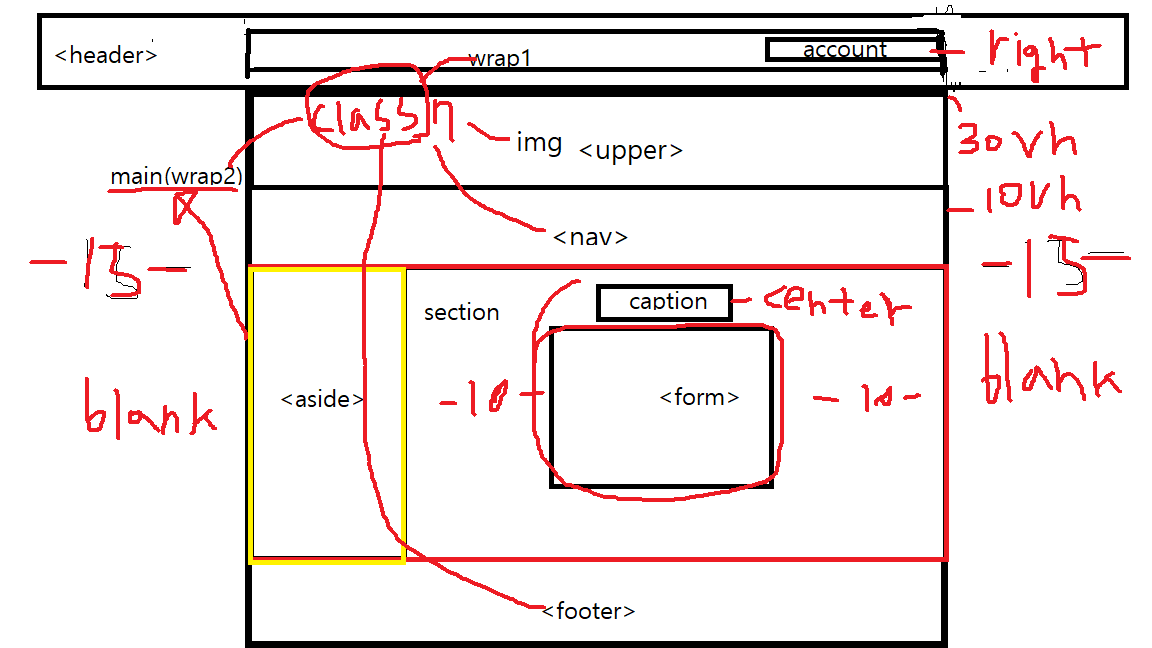 <header>
wrap1
account
right
class
img
<upper>
30vh
main(wrap2)
10vh
<nav>
-15-
-15-
section
caption
center
blank
<aside>
-10-
<form>
-10-
blank
<footer>